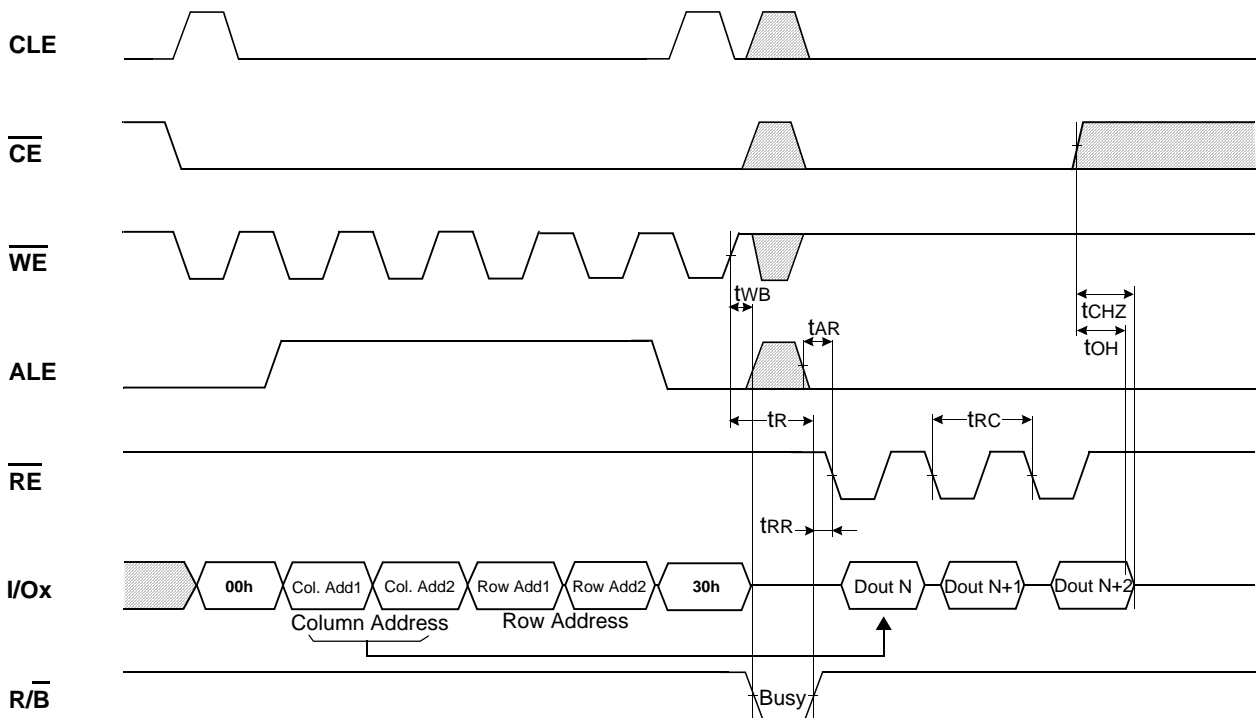 CLE
CE
WE
tWB
tCHZ
tAR
tOH
ALE
tR
tRC
RE
tRR
I/Ox
00h
Col. Add1
Col. Add2
Row Add1
Row Add2
30h
Dout N
Dout N+1
Dout N+2
Column Address
Row Address
R/B
Busy